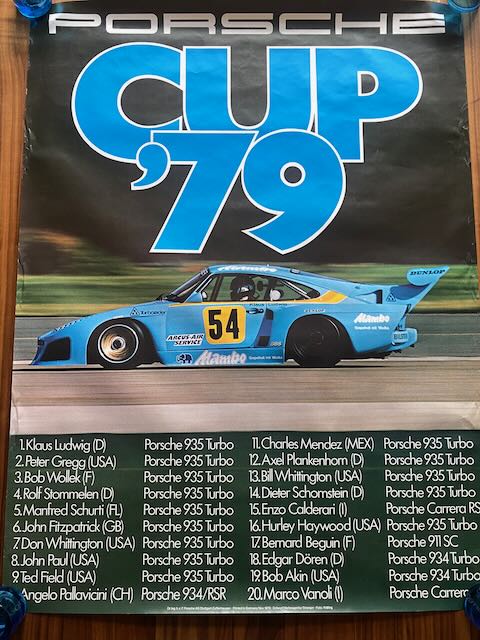 PORSCHE
CUP
'79
Mambo
DUNLOP
Klaus Ludwig
54
DUNLOP
ARCUS-AIR
SERVICE
Mambo
Mambo
BILSTEIN
1. Klaus Ludwig (D) Porsche 935 Turbo
2. Peter Gregg (USA) Porsche 935 Turbo
3. Bob Wollek (F) Porsche 935 Turbo
4. Rolf Stommelen (D) Porsche 935 Turbo
5. Manfred Schurti (FL) Porsche 935 Turbo
6. John Fitzpatrick (GB) Porsche 935 Turbo
7. Don Whittington (USA) Porsche 935 Turbo
8. John Paul (USA) Porsche 935 Turbo
9. Ted Field (USA) Porsche 935 Turbo
Angelo Pallavicini (CH) Porsche 934/RSR
11. Charles Mendez (MEX) Porsche 935 Turbo
12. Axel Plankenhorn (D) Porsche 935 Turbo
13. Bill Whittington (USA) Porsche 935 Turbo
14. Dieter Schornstein (D) Porsche 935 Turbo
15. Enzo Calderari (I) Porsche Carrera RS
16. Hurley Haywood (USA) Porsche 935 Turbo
17. Bernard Beguin (F) Porsche 911 SC
18. Edgar Dören (D) Porsche 934 Turbo
19. Bob Akin (USA) Porsche 934 Turbo
20. Marco Vanoli (I) Porsche Carrera